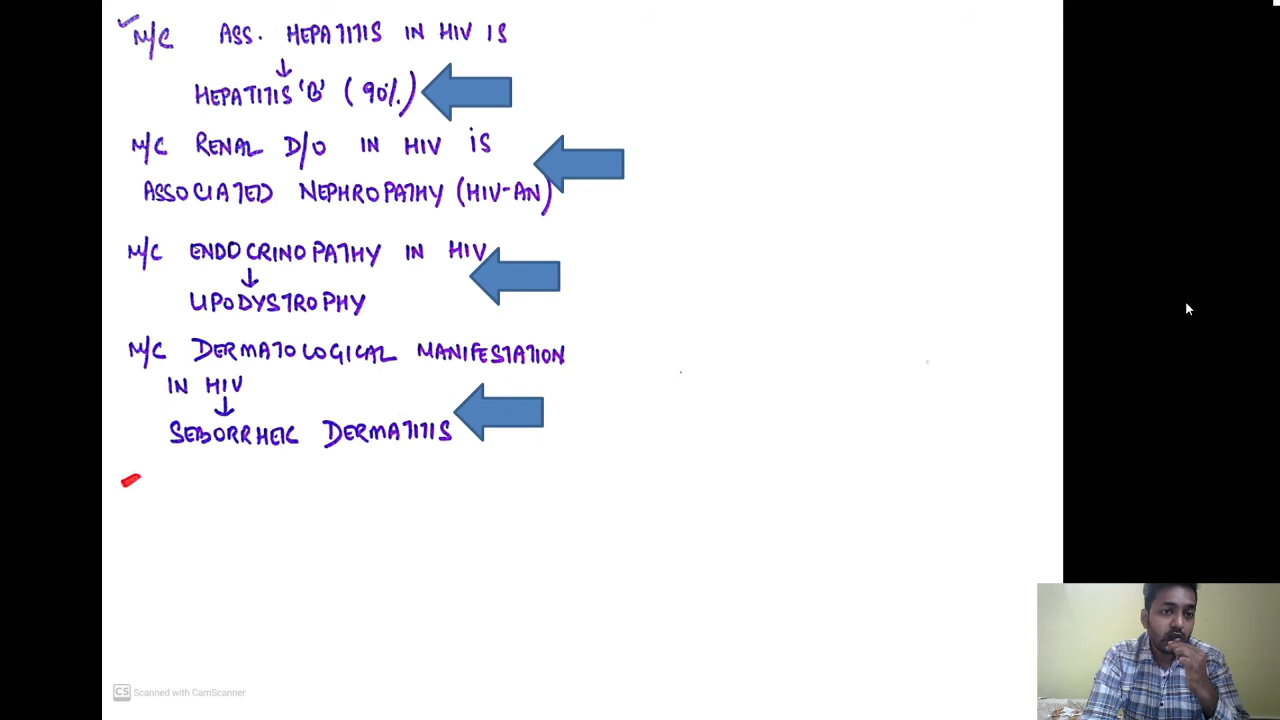 M/C ASS. HEPATITIS IN HIV IS
↓
HEPATITIS 'B' (90%)
M/C RENAL D/O IN HIV iS
ASSOCIATED NEPHROPATHY (HIV-AN)
M/C ENDOCRINOPATHY IN HIV
↓
LIPODYSTROPHY
M/C DERMATOLOGICAL MANIFESTATION
IN HIV
↓
SEBORRHEIC DERMATITIS
CS Scanned with CamScanner